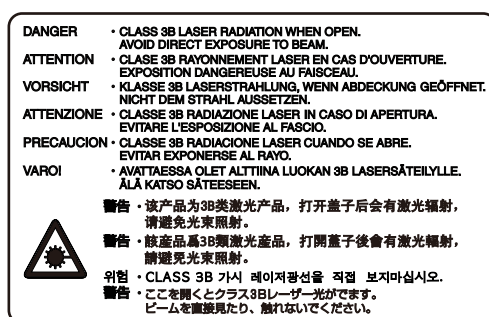 DANGER · CLASS 3B LASER RADIATION WHEN OPEN.
AVOID DIRECT EXPOSURE TO BEAM.
ATTENTION · CLASE 3B RAYONNEMENT LASER EN CAS D'OUVERTURE.
EXPOSITION DANGEREUSE AU FAISCEAU.
VORSICHT · KLASSE 3B LASERSTRAHLUNG, WENN ABDECKUNG GEÖFFNET.
NICHT DEM STRAHL AUSSETZEN.
ATTENZIONE · CLASSE 3B RADIAZIONE LASER IN CASO DI APERTURA.
EVITARE L'ESPOSIZIONE AL FASCIO.
PRECAUCION · CLASSE 3B RADIACIONE LASER CUANDO SE ABRE.
EVITAR EXPONERSE AL RAYO.
VARO! · AVATTAESSA OLET ALTTIINA LUOKAN 3B LASERSÄTEILYLLE.
ÄLÄ KATSO SÄTEESEEN.
警告 · 该产品为3B类激光产品，打开盖子后会有激光辐射，
请避免光束照射。
警告 · 該産品爲3B類激光産品，打開蓋子後會有激光輻射，
請避免光束照射。
위험 · CLASS 3B 가시 레이저광선을 직접 보지마십시오.
警告 · ここを開くとクラス3Bレーザー光がでます。
ビームを直接見たり、触れないでください。